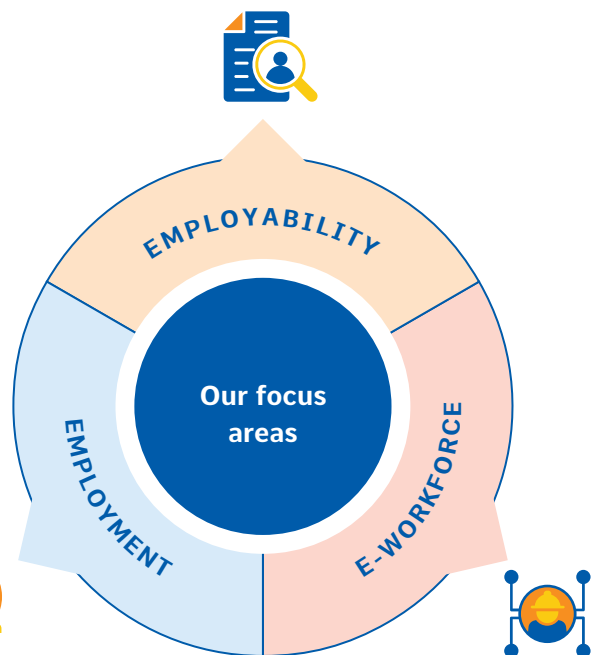 EMPLOYABILITY
Our focus
areas
EMPLOYMENT
E-WORKFORCE